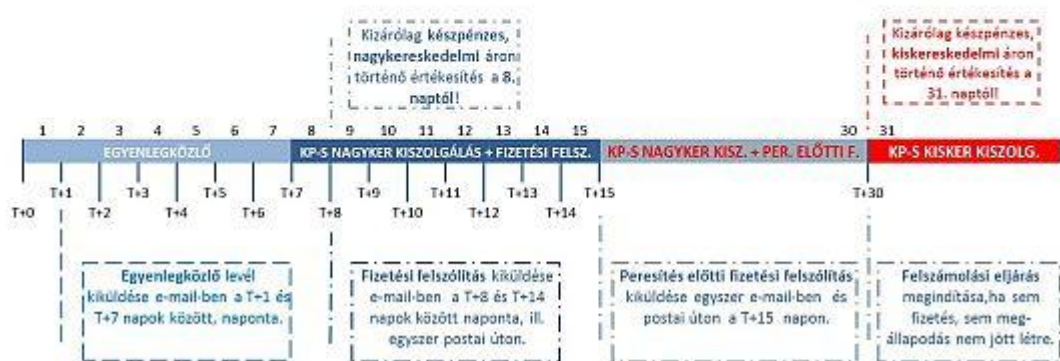 Kizárólag készpénzes,
nagykereskedelmi áron
történő értékesítés a 8.
naptól!
Kizárólag készpénzes,
kiskereskedelmi áron
történő értékesítés a
31. naptól!
1 2 3 4 5 6 7 8 9 10 11 12 13 14 15 30 31
EGYENLEGKÖZLŐ KP-S NAGYKER KISZOLGÁLÁS + FIZETÉSI FELSZ. KP-S NAGYKER KISZ. + PER. ELŐTTI F. KP-S KISKER KISZOLG.
T+1 T+3 T+5 T+7 T+9 T+11 T+13 T+15 T+30
T+0 T+2 T+4 T+6 T+8 T+10 T+12 T+14
Egyenlegközlő levél
kiküldése e-mail-ben a T+1 és
T+7 napok között, naponta.
Fizetési felszólítás kiküldése
e-mail-ben a T+8 és T+14
napok között naponta, ill.
egyszer postai úton.
Peresítés előtti fizetési felszólítás
kiküldése egyszer e-mail-ben és
postai úton a T+15 napon.
Felszámolási eljárás
megindítása,ha sem
fizetés, sem meg-
állapodás nem jött létre.